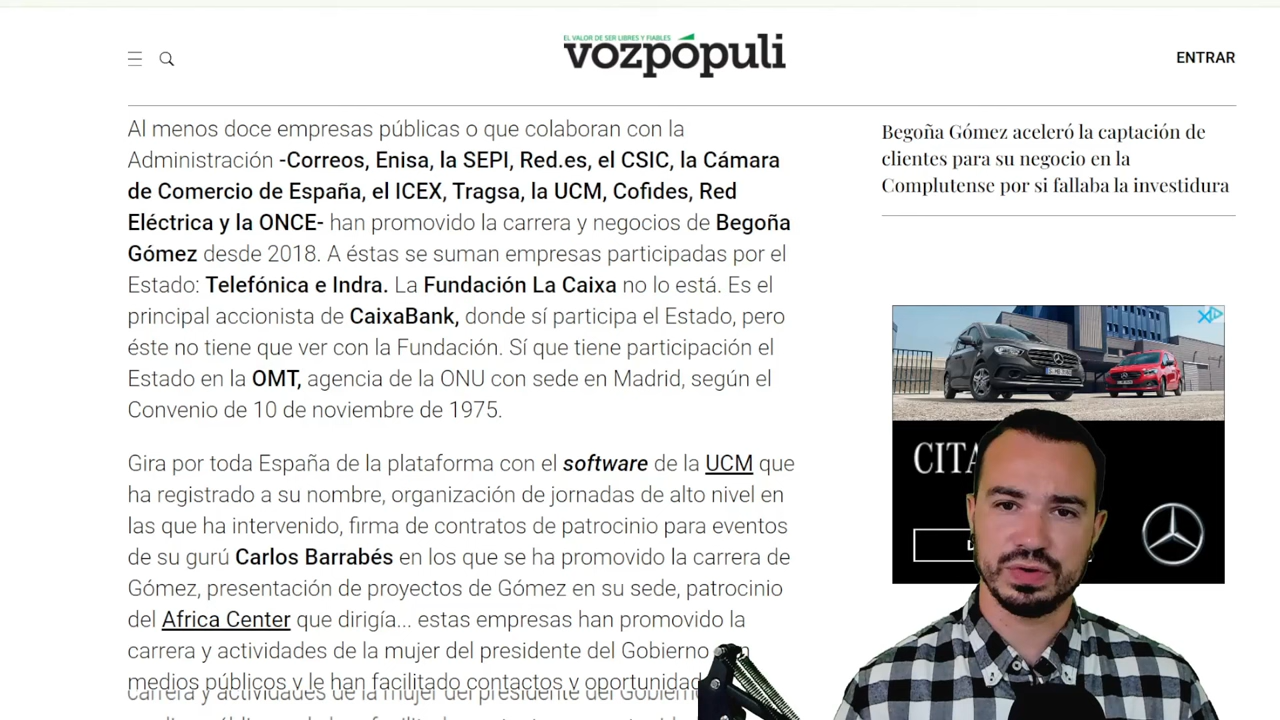 EL VALOR DE SER LIBRES Y FIABLES
vozpópuli
ENTRAR
Al menos doce empresas públicas o que colaboran con la
Administración -Correos, Enisa, la SEPI, Red.es, el CSIC, la Cámara
de Comercio de España, el ICEX, Tragsa, la UCM, Cofides, Red
Eléctrica y la ONCE- han promovido la carrera y negocios de Begoña
Gómez desde 2018. A éstas se suman empresas participadas por el
Estado: Telefónica e Indra. La Fundación La Caixa no lo está. Es el
principal accionista de CaixaBank, donde sí participa el Estado, pero
éste no tiene que ver con la Fundación. Sí que tiene participación el
Estado en la OMT, agencia de la ONU con sede en Madrid, según el
Convenio de 10 de noviembre de 1975.
Gira por toda España de la plataforma con el software de la UCM que
ha registrado a su nombre, organización de jornadas de alto nivel en
las que ha intervenido, firma de contratos de patrocinio para eventos
de su gurú Carlos Barrabés en los que se ha promovido la carrera de
Gómez, presentación de proyectos de Gómez en su sede, patrocinio
del Africa Center que dirigía... estas empresas han promovido la
carrera y actividades de la mujer del presidente del Gobierno
medios públicos y le han facilitado contactos y
carrera y actividades de la mujer del presidente del
Begoña Gómez aceleró la captación de
clientes para su negocio en la
Complutense por si fallaba la investidura